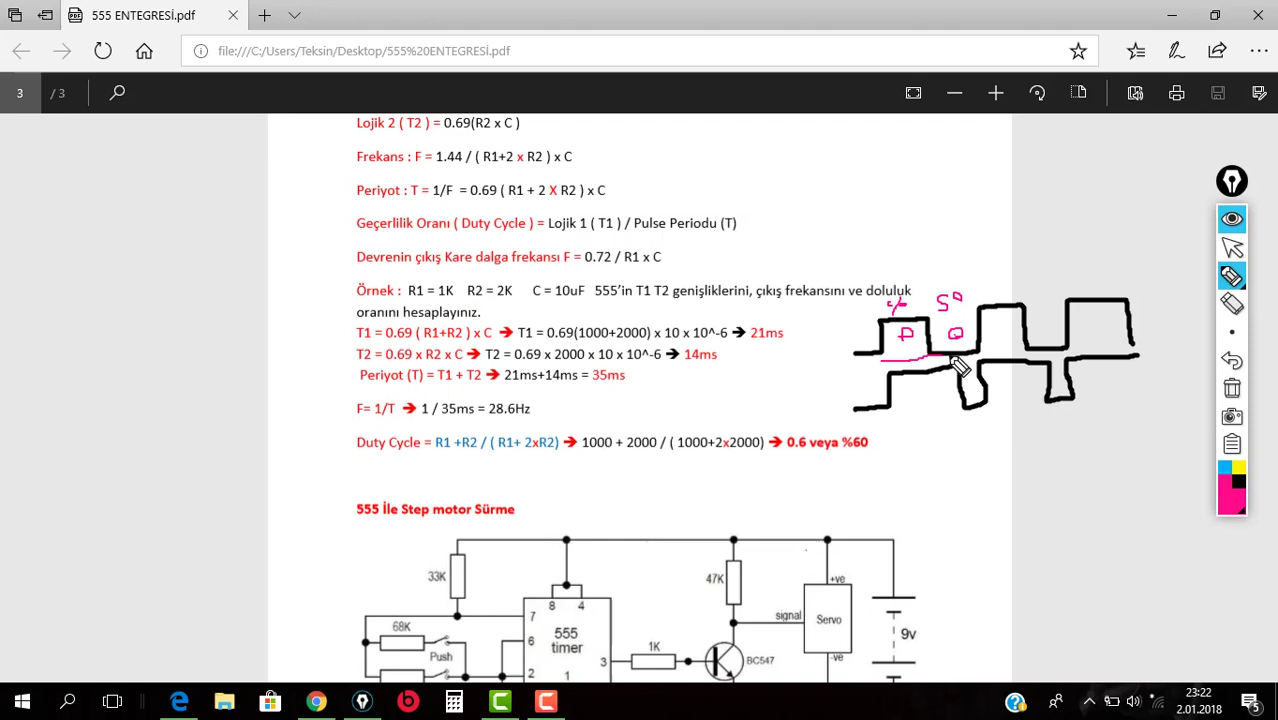 555 ENTEGRESİ.pdf
file:///C:/Users/Teksin/Desktop/555%20ENTEGRESİ.pdf
3 / 3
Lojik 2 ( T2 ) = 0.69(R2 x C )
Frekans : F = 1.44 / ( R1+2 x R2 ) x C
Periyot : T = 1/F = 0.69 ( R1 + 2 X R2 ) x C
Geçerlilik Oranı ( Duty Cycle ) = Lojik 1 ( T1 ) / Pulse Periodu (T)
Devrenin çıkış Kare dalga frekansı F = 0.72 / R1 x C
Örnek : R1 = 1K R2 = 2K C = 10uF 555’in T1 T2 genişliklerini, çıkış frekansını ve doluluk
oranını hesaplayınız.
T1 = 0.69 ( R1+R2 ) x C → T1 = 0.69(1000+2000) x 10 x 10^-6 → 21ms
T2 = 0.69 x R2 x C → T2 = 0.69 x 2000 x 10 x 10^-6 → 14ms
Periyot (T) = T1 + T2 → 21ms+14ms = 35ms
F= 1/T → 1 / 35ms = 28.6Hz
Duty Cycle = R1 +R2 / ( R1+ 2xR2) → 1000 + 2000 / ( 1000+2x2000) → 0.6 veya %60
555 İle Step motor Sürme
33K
68K
Push
8 4
7
6
2
555
timer
1
3
1K
47K
BC547
signal
+ve
Servo
-ve
9v
23:22
2.01.2018
5